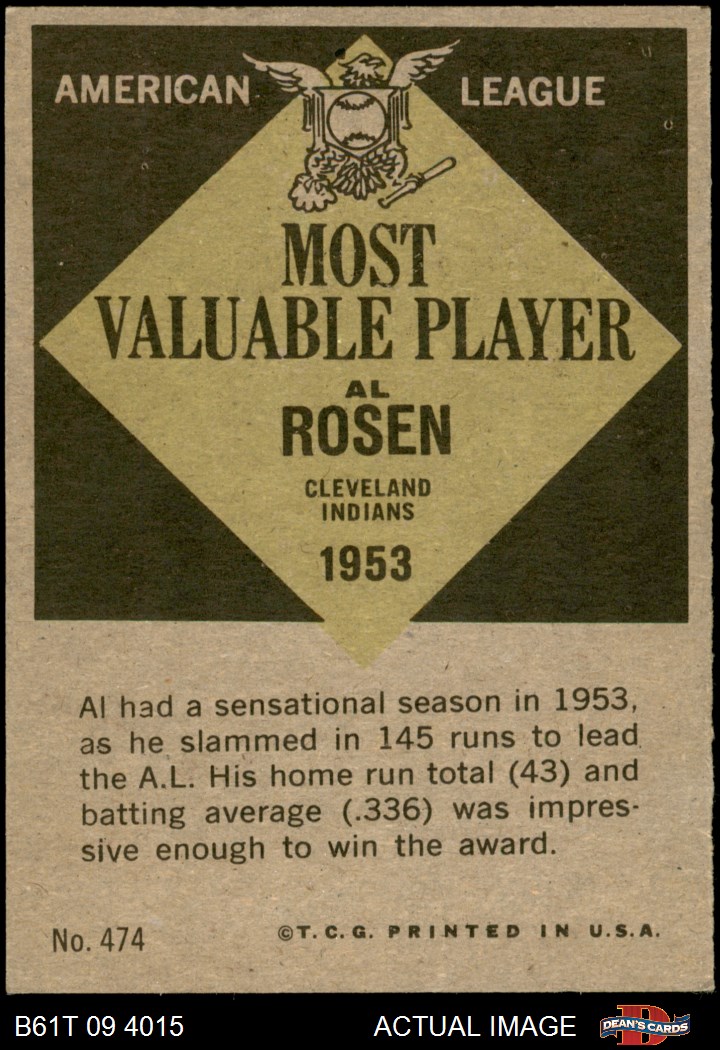 AMERICAN LEAGUE
MOST
VALUABLE PLAYER
AL
ROSEN
CLEVELAND
INDIANS
1953
Al had a sensational season in 1953,
as he slammed in 145 runs to lead
the A.L. His home run total (43) and
batting average (.336) was impres-
sive enough to win the award.
No. 474 ©T.C.G. PRINTED IN U.S.A.
B61T 09 4015 ACTUAL IMAGE D DEAN'S CARDS